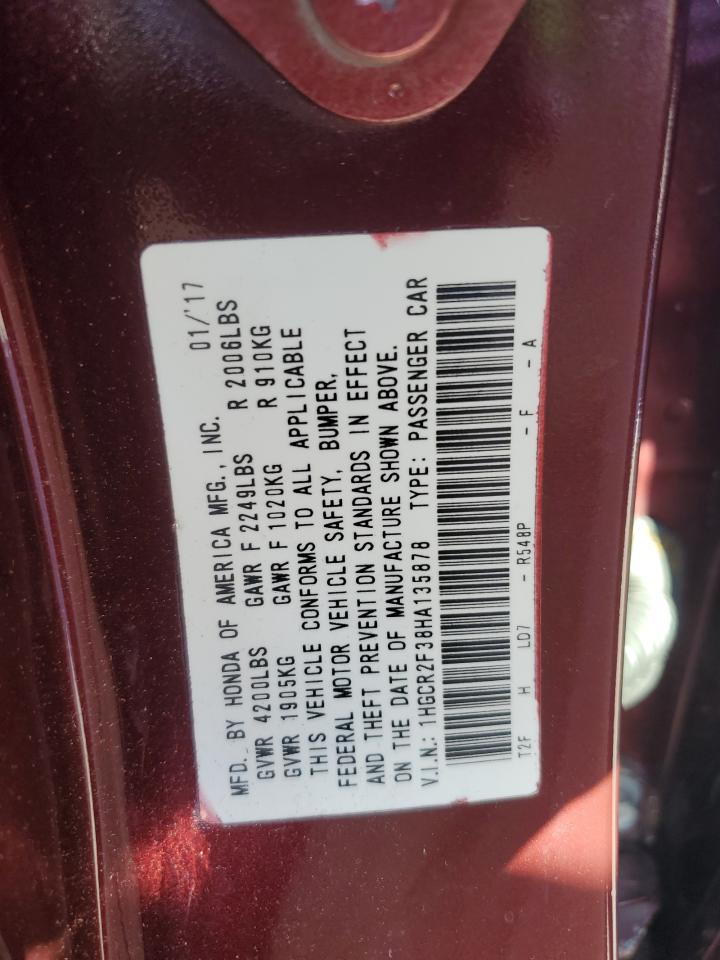 MFD. BY HONDA OF AMERICA MFG., INC. 01/'17
GVWR 4200LBS GAWR F 2249LBS R 2006LBS
GVWR 1905KG GAWR F 1020KG R 910KG
THIS VEHICLE CONFORMS TO ALL APPLICABLE
FEDERAL MOTOR VEHICLE SAFETY, BUMPER,
AND THEFT PREVENTION STANDARDS IN EFFECT
ON THE DATE OF MANUFACTURE SHOWN ABOVE.
V.I.N.: 1HGCR2F38HA135878 TYPE: PASSENGER CAR
T2F H LD7 - R548P - F - A